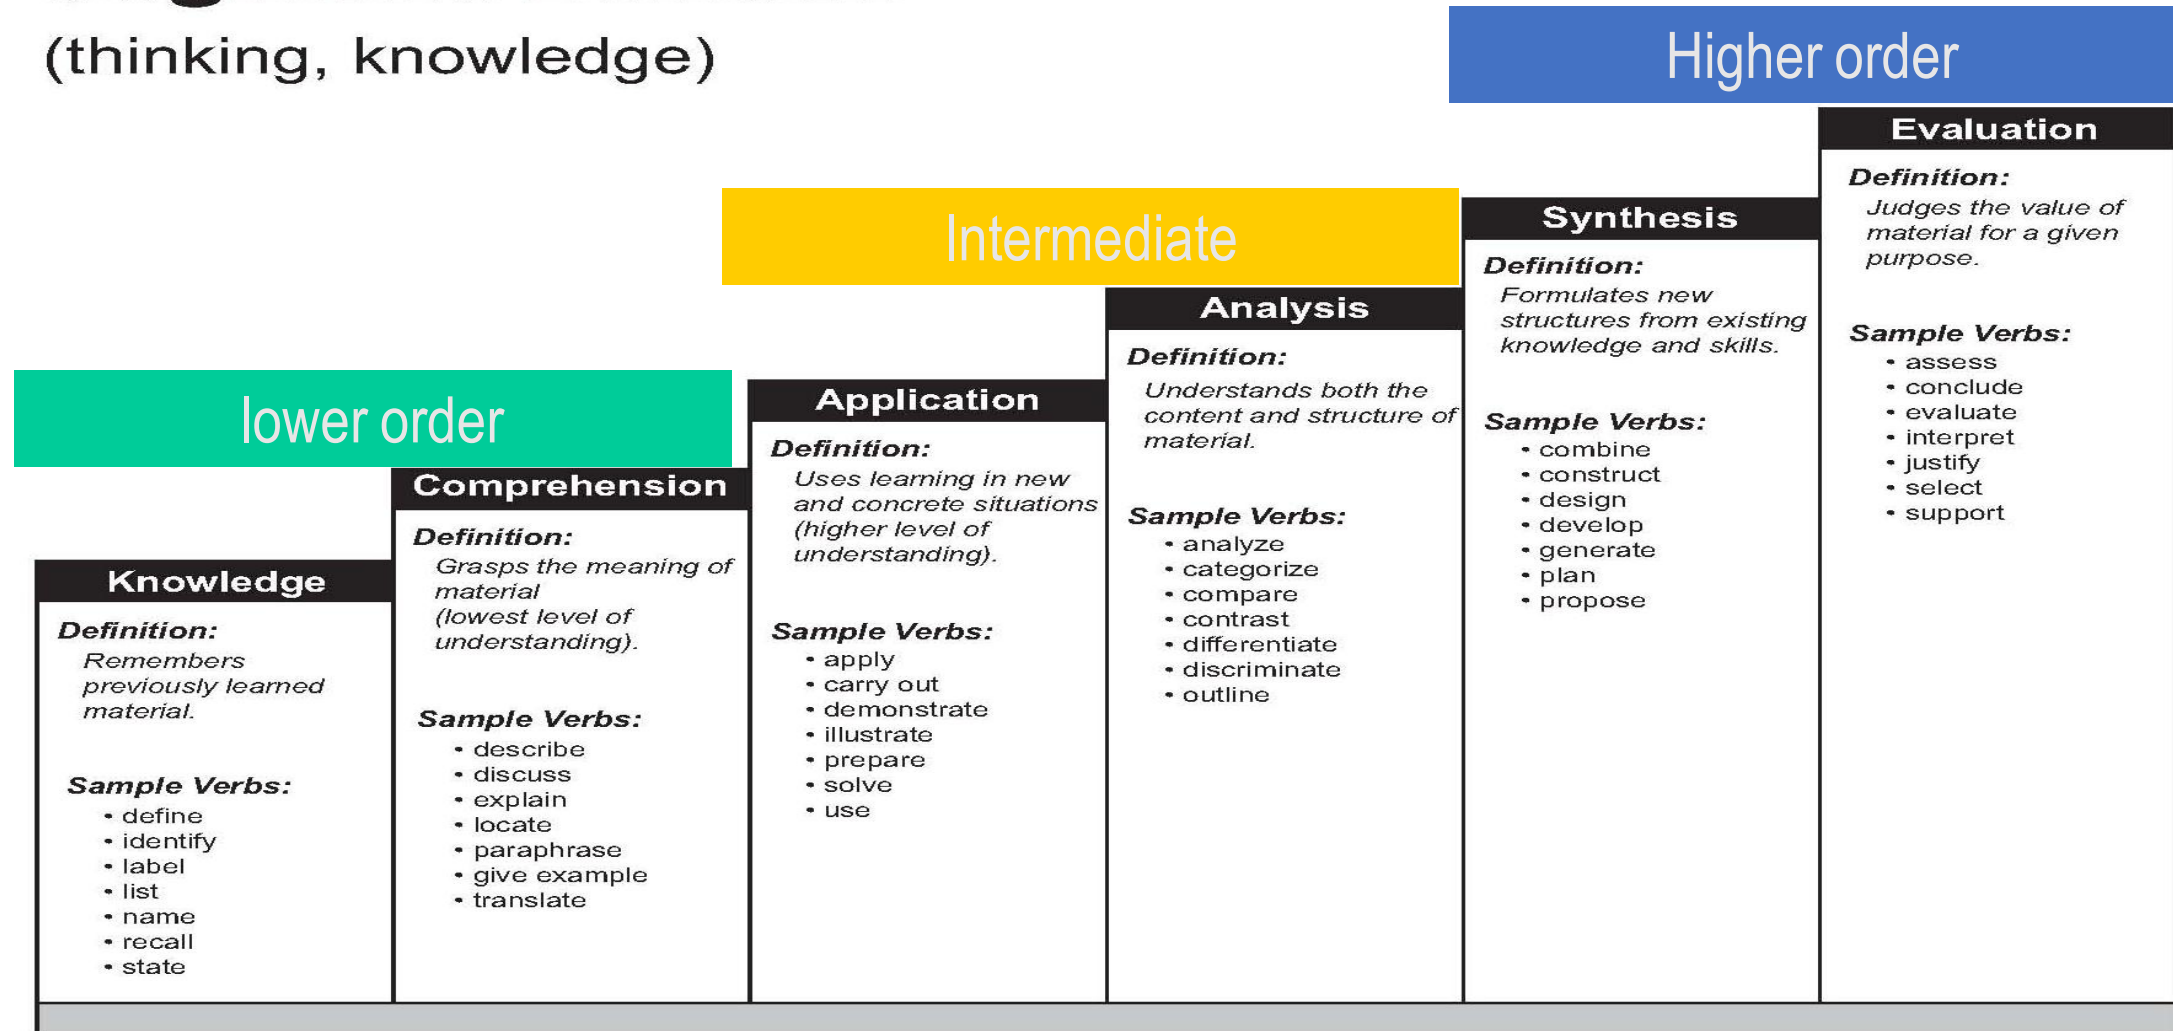 (thinking, knowledge)
Higher order
Evaluation
Definition:
Judges the value of
material for a given
purpose.
Sample Verbs:
• assess
• conclude
• evaluate
• interpret
• justify
• select
• support
Intermediate
Synthesis
Definition:
Formulates new
structures from existing
knowledge and skills.
Sample Verbs:
• combine
• construct
• design
• develop
• generate
• plan
• propose
Analysis
Definition:
Understands both the
content and structure of
material.
Sample Verbs:
• analyze
• categorize
• compare
• contrast
• differentiate
• discriminate
• outline
lower order
Application
Definition:
Uses learning in new
and concrete situations
(higher level of
understanding).
Sample Verbs:
• apply
• carry out
• demonstrate
• illustrate
• prepare
• solve
• use
Comprehension
Definition:
Grasps the meaning of
material
(lowest level of
understanding).
Sample Verbs:
• describe
• discuss
• explain
• locate
• paraphrase
• give example
• translate
Knowledge
Definition:
Remembers
previously learned
material.
Sample Verbs:
• define
• identify
• label
• list
• name
• recall
• state